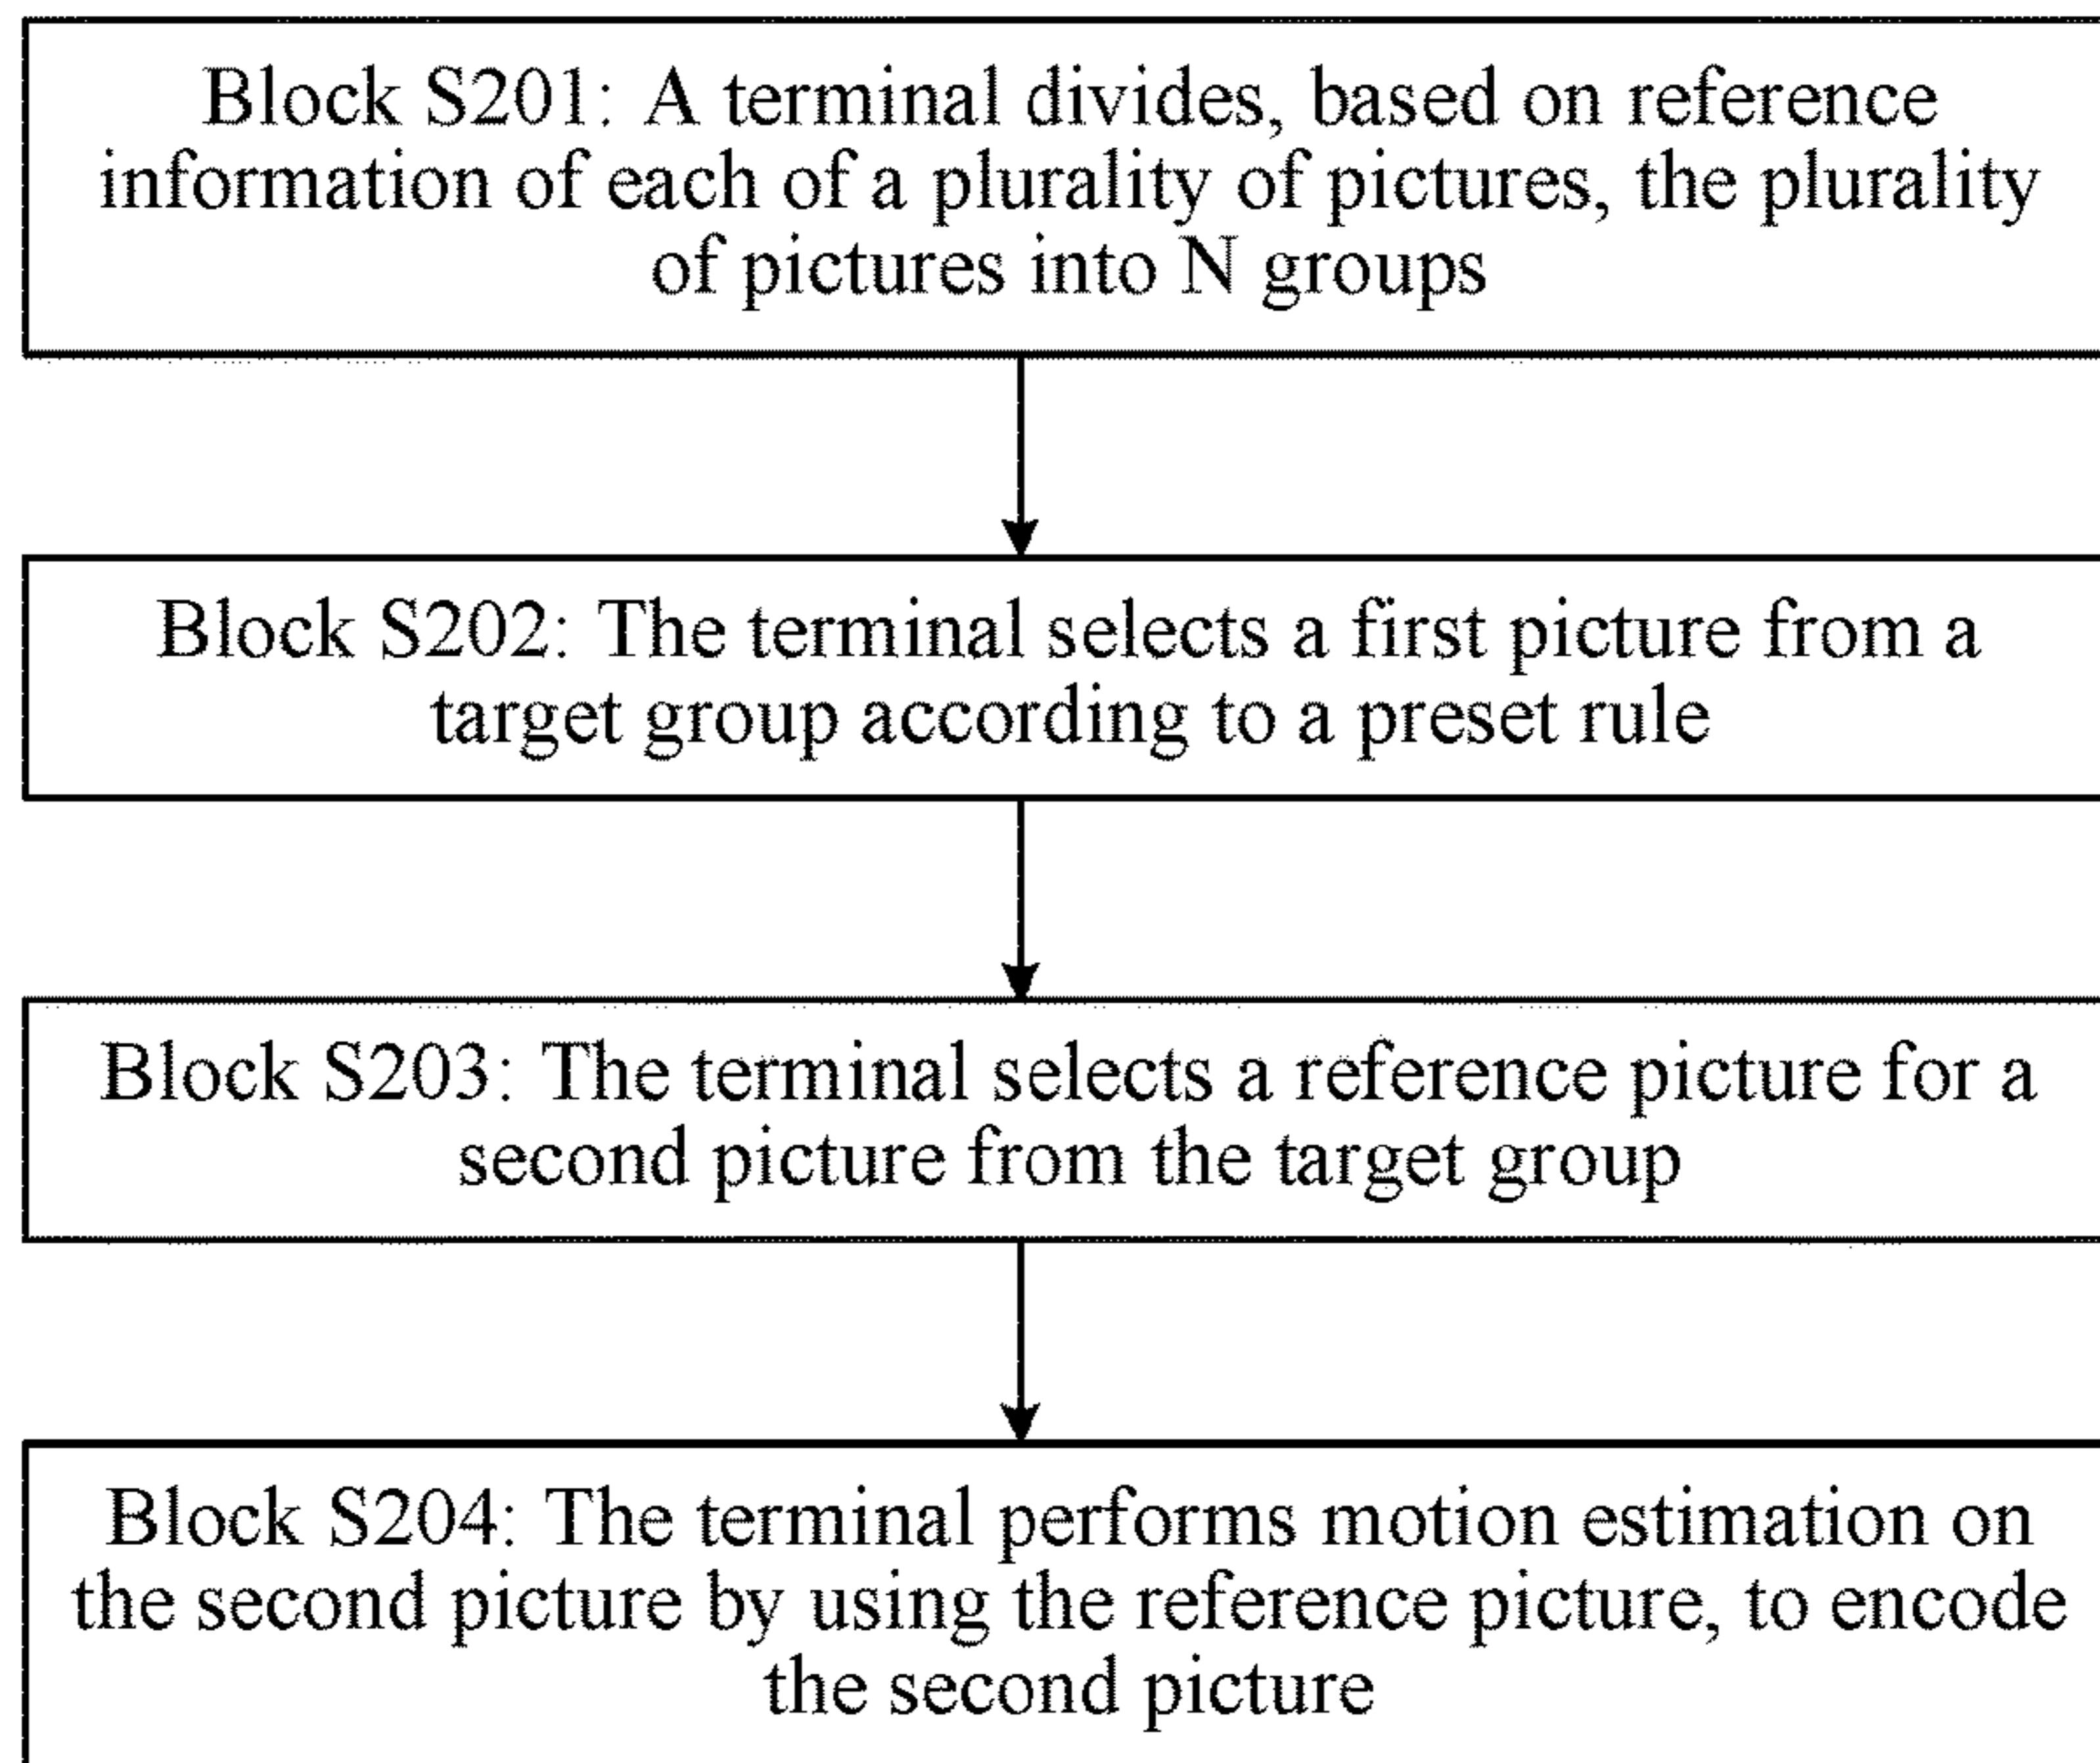 Block S201: A terminal divides, based on reference
information of each of a plurality of pictures, the plurality
of pictures into N groups
Block S202: The terminal selects a first picture from a
target group according to a preset rule
Block S203: The terminal selects a reference picture for a
second picture from the target group
Block S204: The terminal performs motion estimation on
the second picture by using the reference picture, to encode
the second picture